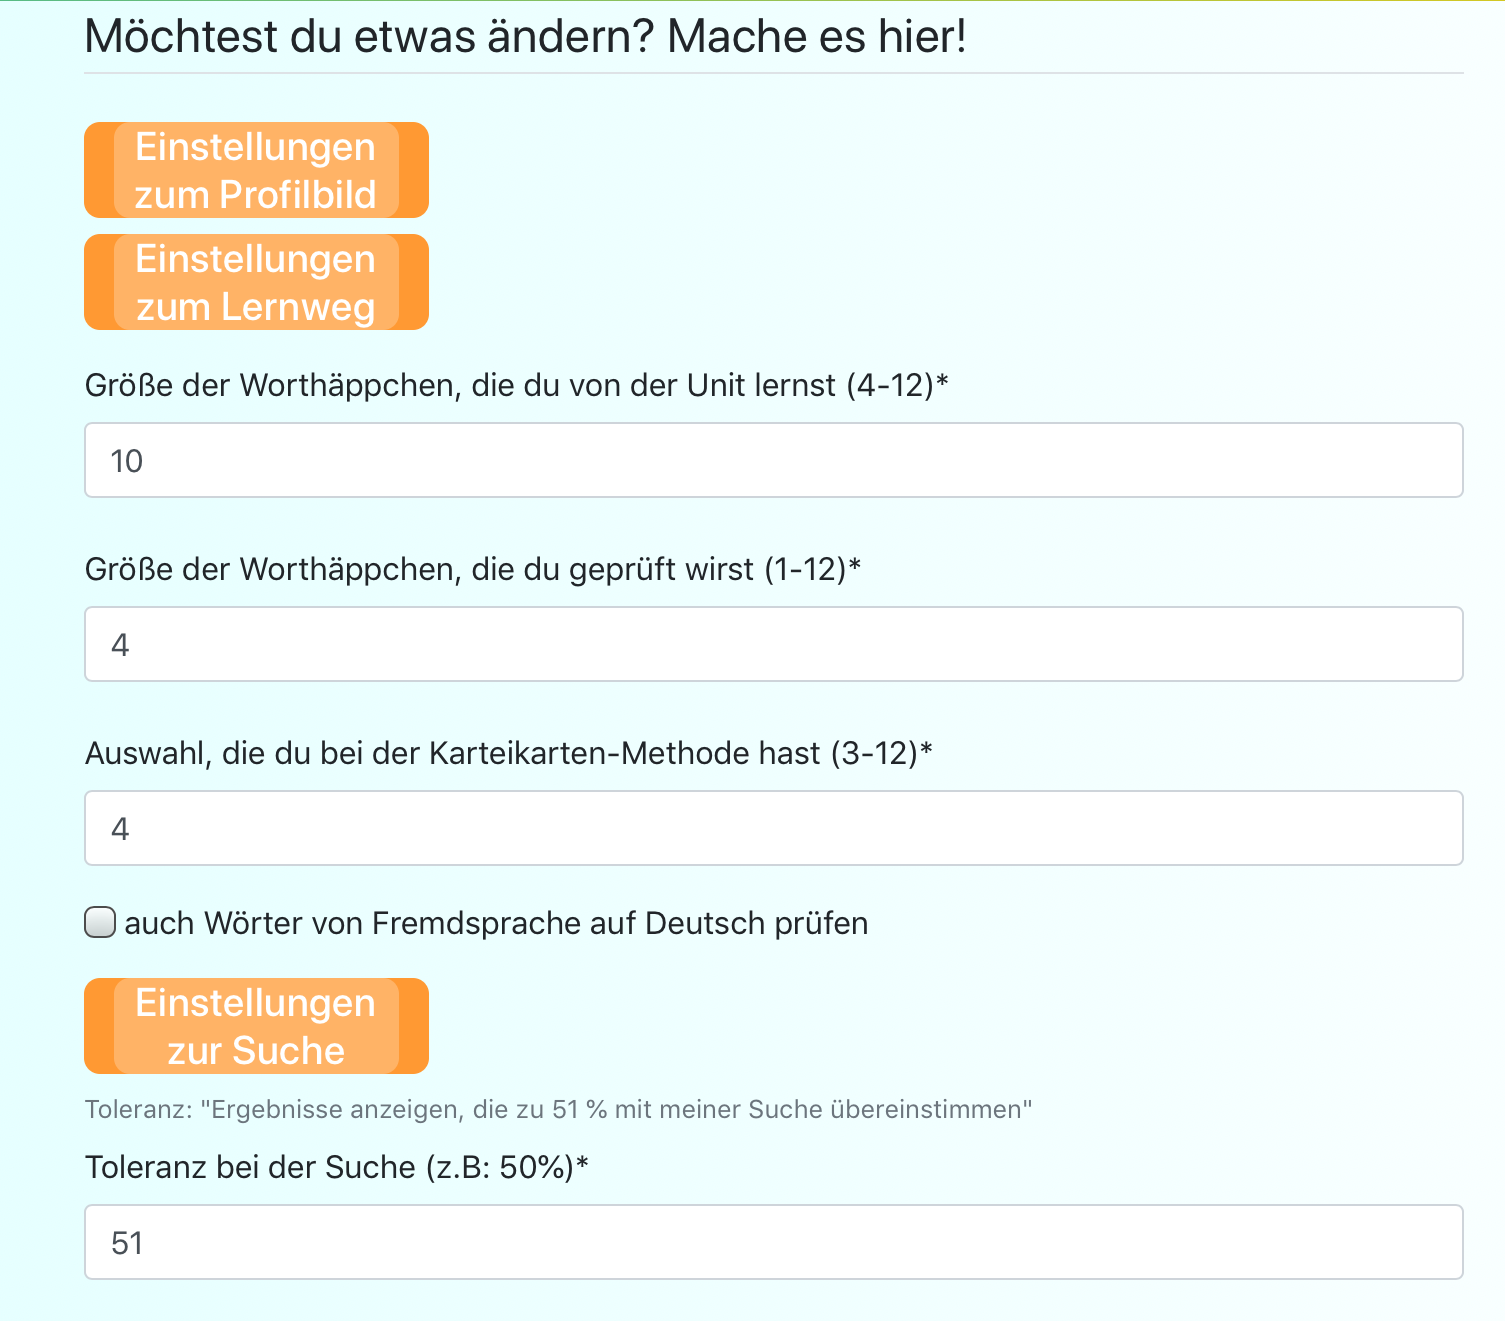 Möchtest du etwas ändern? Mache es hier!
Einstellungen
zum Profilbild
Einstellungen
zum Lernweg
Größe der Worthäppchen, die du von der Unit lernst (4-12)*
10
Größe der Worthäppchen, die du geprüft wirst (1-12)*
4
Auswahl, die du bei der Karteikarten-Methode hast (3-12)*
4
auch Wörter von Fremdsprache auf Deutsch prüfen
Einstellungen
zur Suche
Toleranz: "Ergebnisse anzeigen, die zu 51 % mit meiner Suche übereinstimmen"
Toleranz bei der Suche (z.B: 50%)*
51